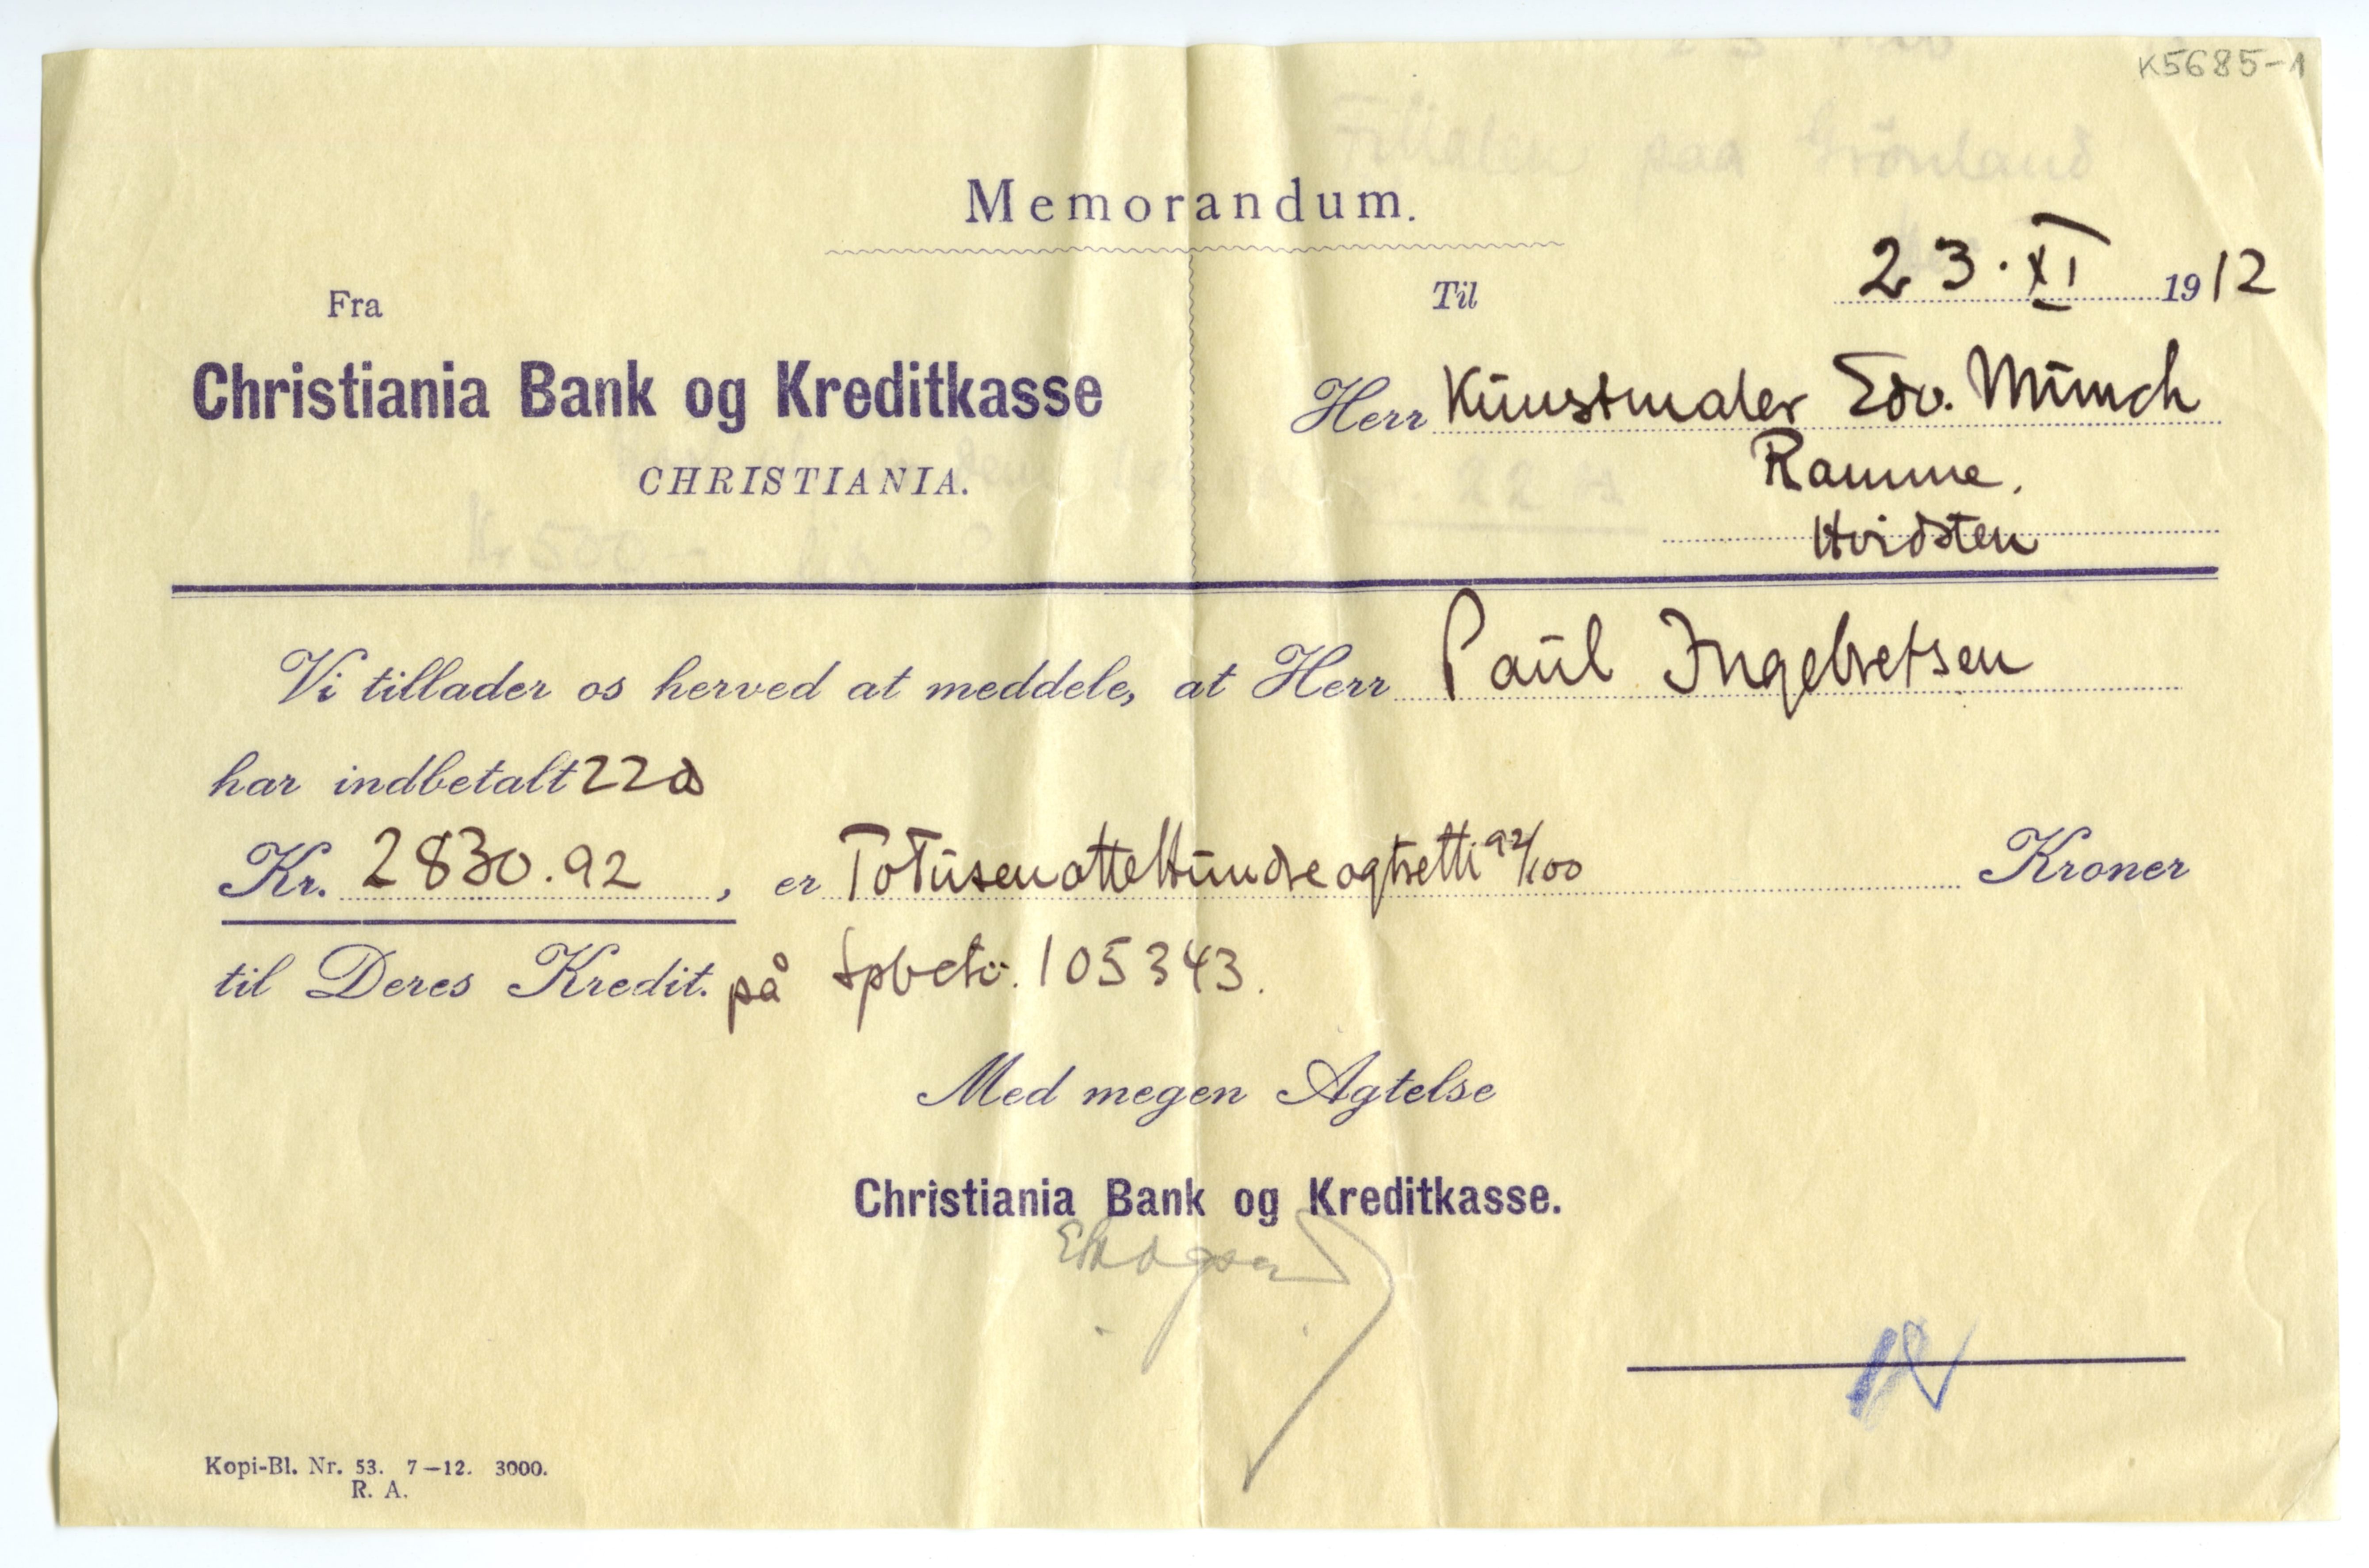 K5685-1
Memorandum.
Fra
Til
23. XI 1912
Christiania Bank og Kreditkasse
CHRISTIANIA.
Herr Kunstmaler Edv. Munch
Ramme.
Hvidsten
Vi tillader os herved at meddele, at Herr Paul Ingebretsen
har indbetalt 22ds
Kr. 2830.92, er Totusenottehundreogtretti 92/100 Kroner
til Deres Kredit. på 105343.
Med megen Agtelse
Christiania Bank og Kreditkasse.
Kopi-Bl. Nr. 53. 7—12. 3000.
R. A.